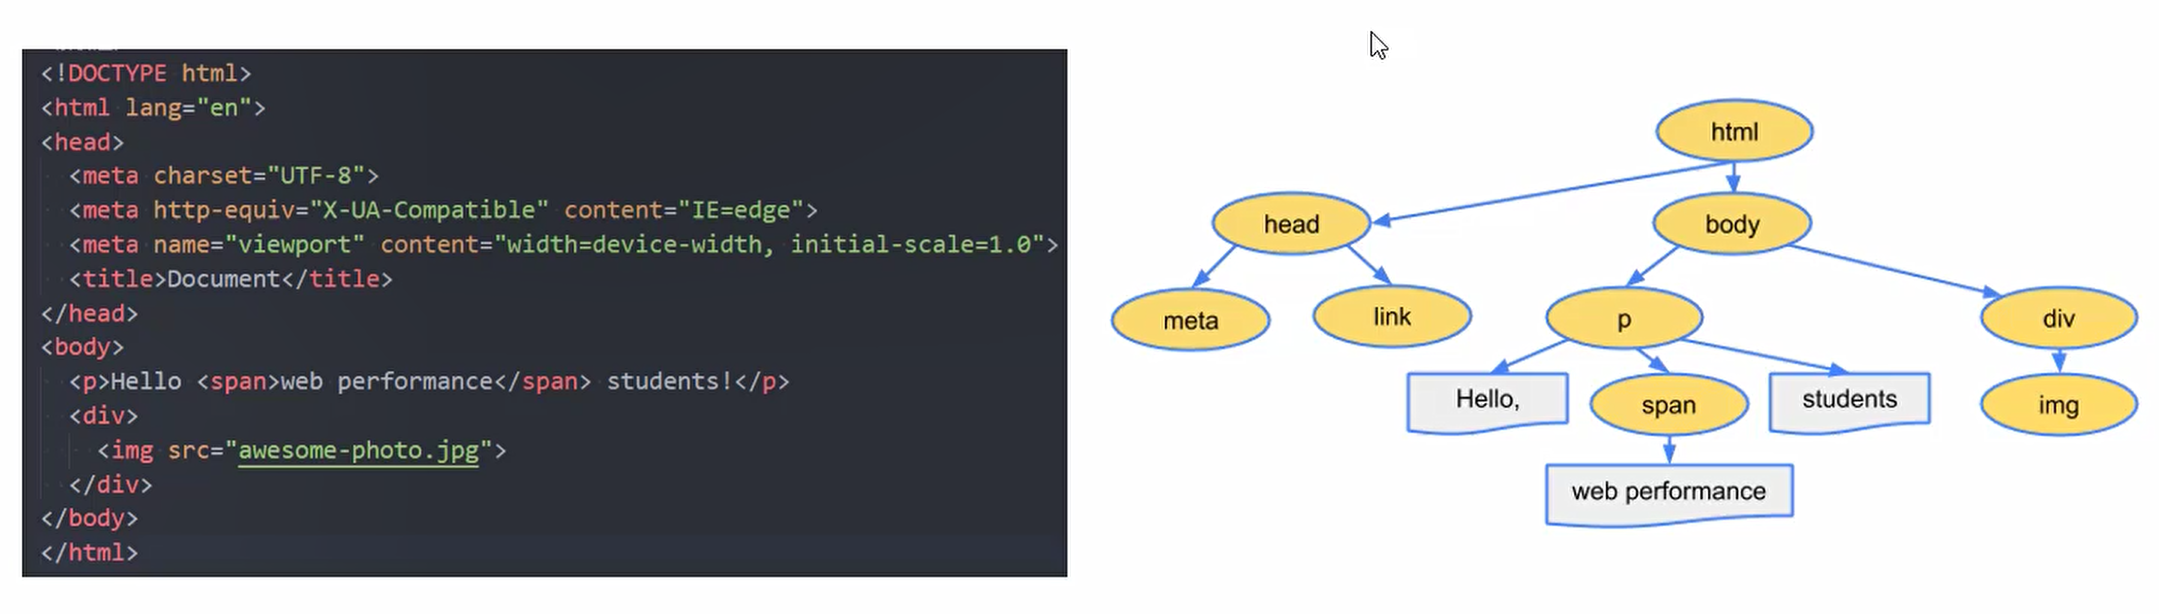 <!DOCTYPE html>
<html lang="en">
<head>
<meta charset="UTF-8">
<meta http-equiv="X-UA-Compatible" content="IE=edge">
<meta name="viewport" content="width=device-width, initial-scale=1.0">
<title>Document</title>
</head>
<body>
<p>Hello <span>web performance</span> students!</p>
<div>
<img src="awesome-photo.jpg">
</div>
</body>
</html>
html
head
body
meta
link
p
div
Hello,
span
students
img
web performance